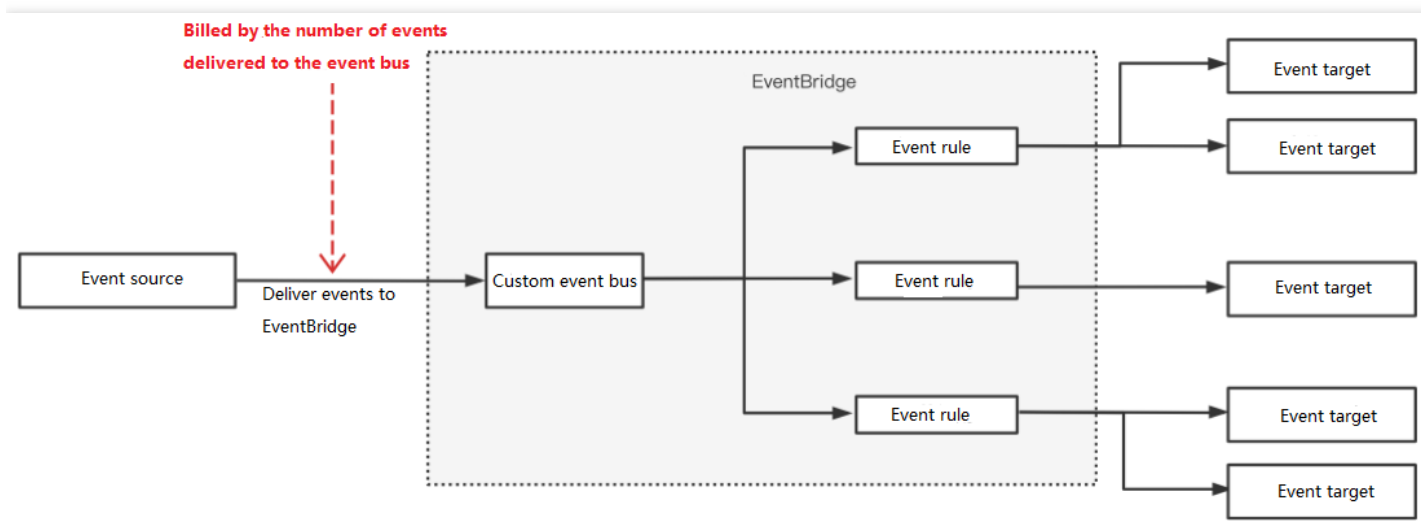 Billed by the number of events
delivered to the event bus
EventBridge
Event target
Event rule
Event target
Event source
Deliver events to
EventBridge
Custom event bus
Event rule
Event target
Event rule
Event target
Event target